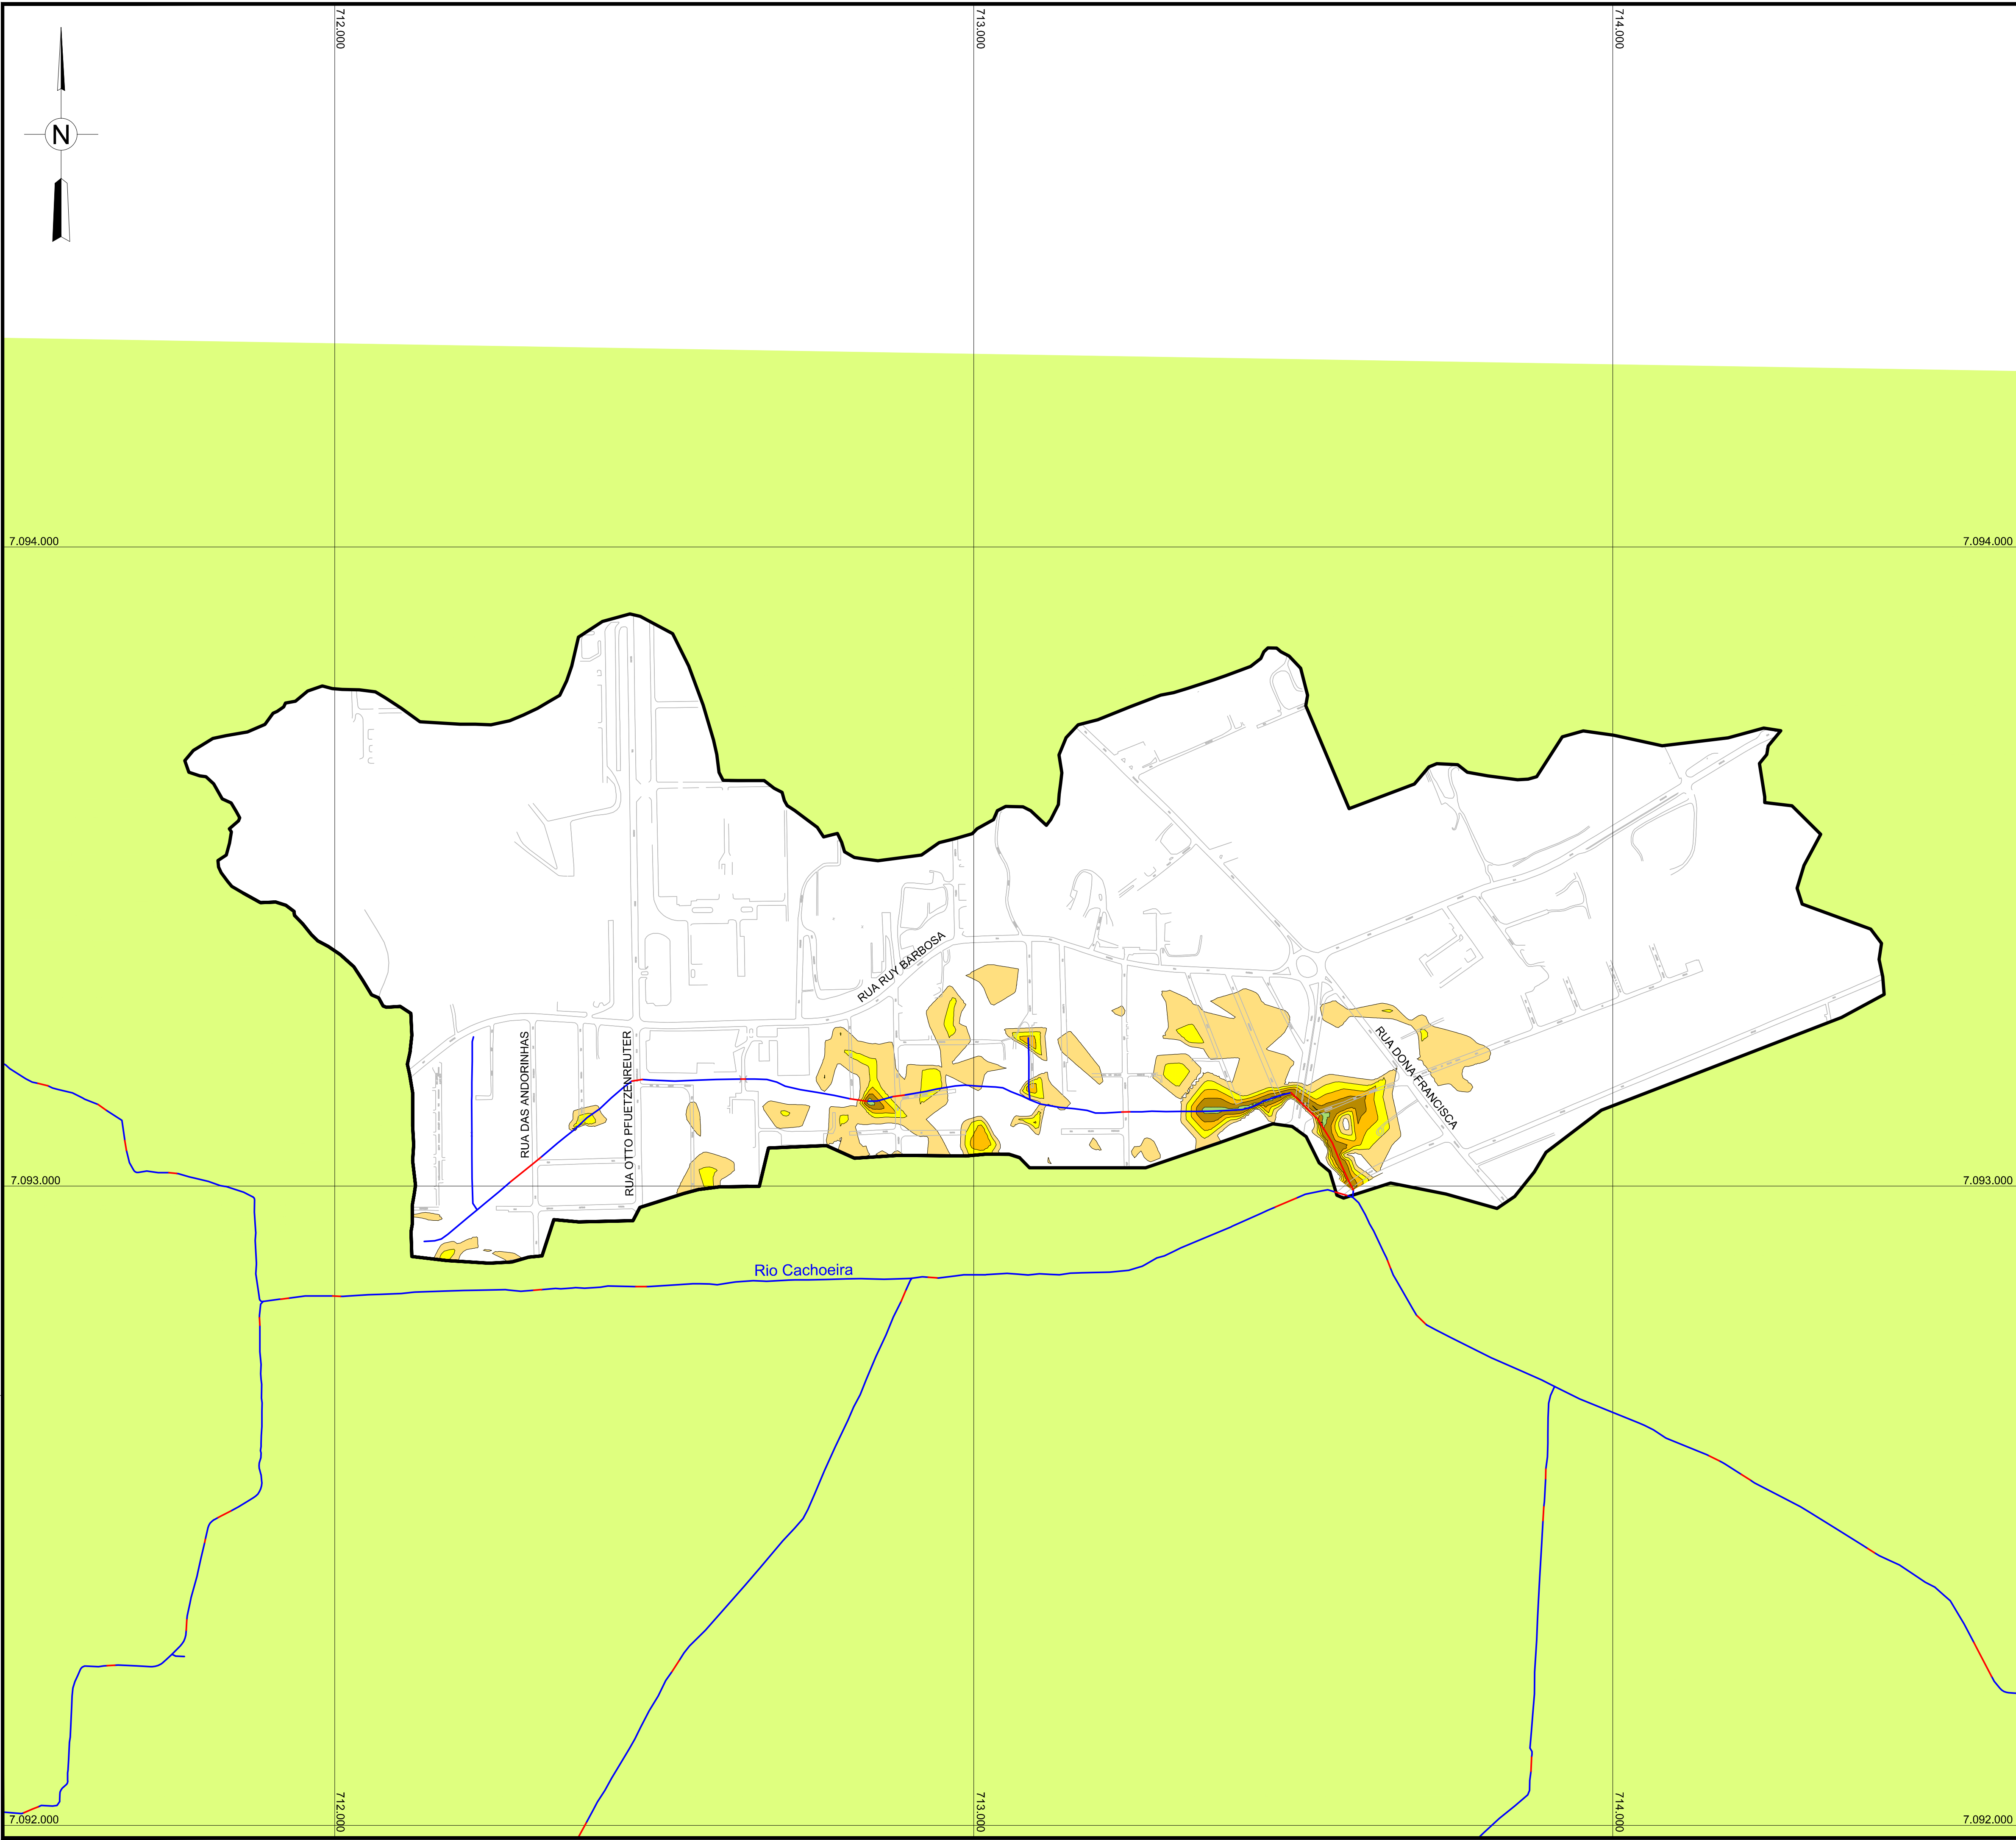 712.000
713.000
714.000
N
7.094.000
7.094.000
RUA RUY BARBOSA
RUA DAS ANDORINHAS
RUA OTTO PFUETZENREUTER
RUA DONA FRANCISCA
7.093.000
7.093.000
Rio Cachoeira
712.000
713.000
714.000
7.092.000
7.092.000